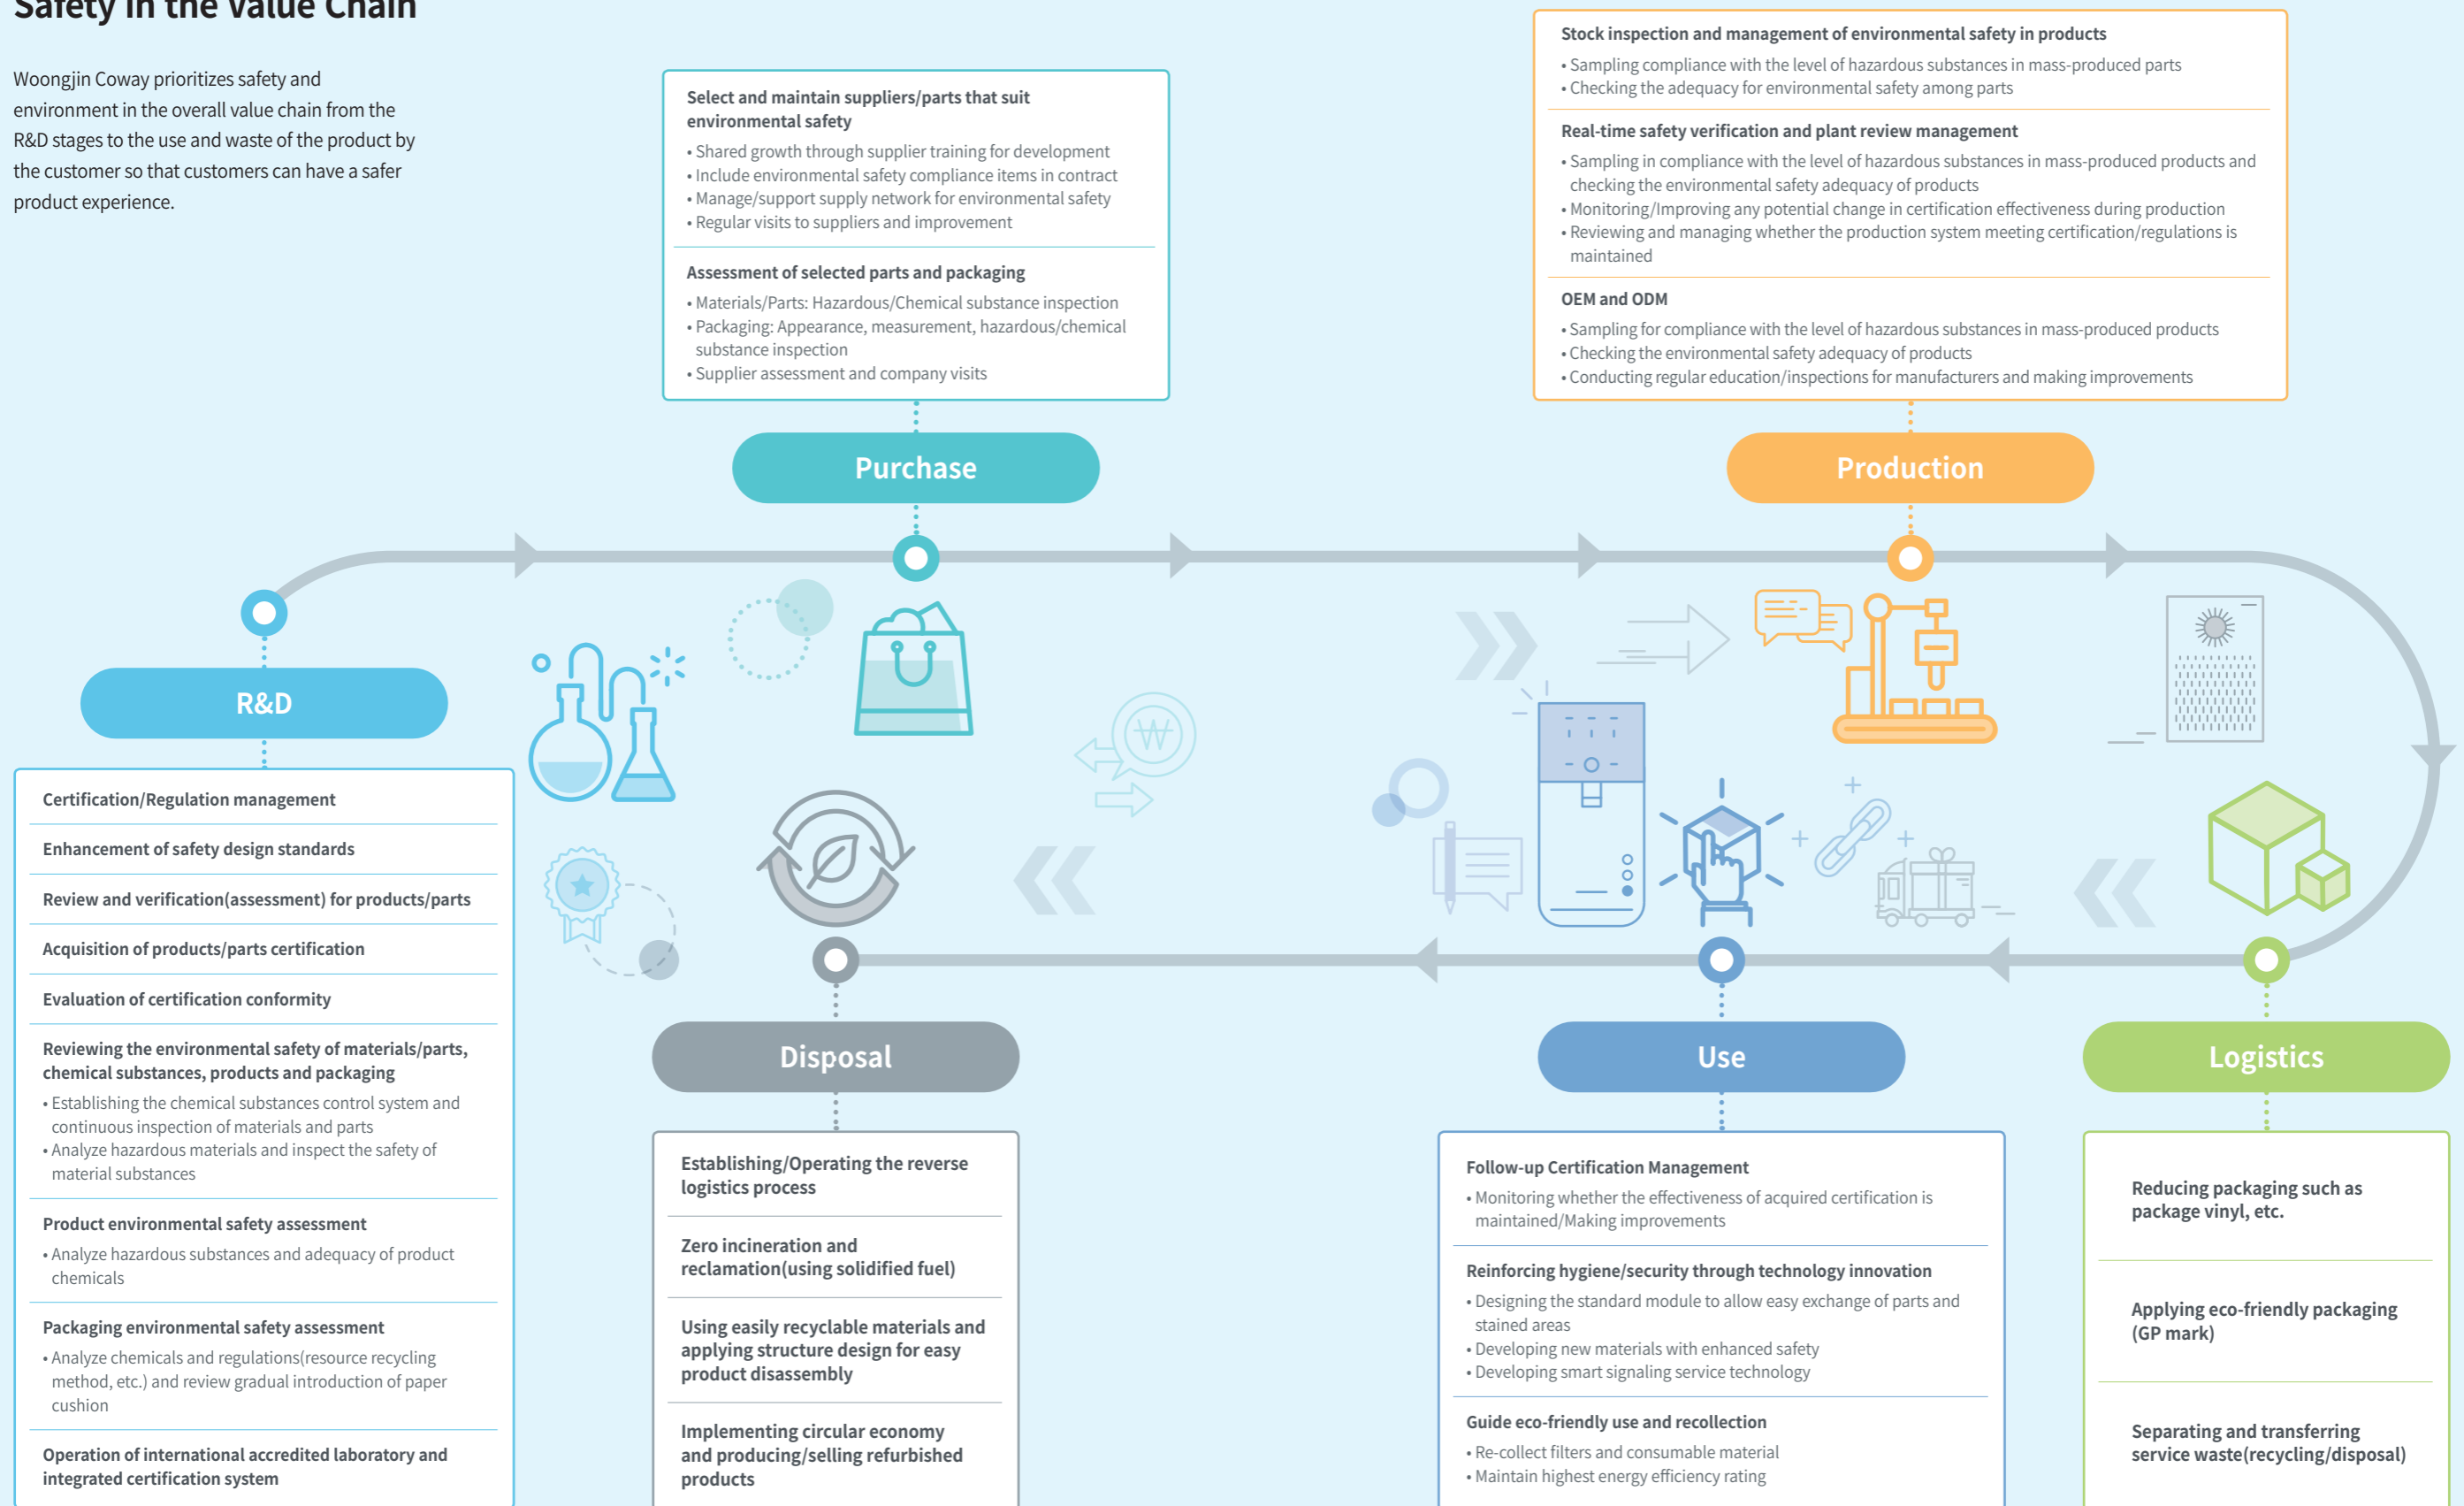 Safety in the Value Chain
Woongjin Coway prioritizes safety and
environment in the overall value chain from the
R&D stages to the use and waste of the product by
the customer so that customers can have a safer
product experience.
Select and maintain suppliers/parts that suit
environmental safety
• Shared growth through supplier training for development
• Include environmental safety compliance items in contract
• Manage/support supply network for environmental safety
• Regular visits to suppliers and improvement
Assessment of selected parts and packaging
• Materials/Parts: Hazardous/Chemical substance inspection
• Packaging: Appearance, measurement, hazardous/chemical
substance inspection
• Supplier assessment and company visits
Purchase
Stock inspection and management of environmental safety in products
• Sampling compliance with the level of hazardous substances in mass-produced parts
• Checking the adequacy for environmental safety among parts
Real-time safety verification and plant review management
• Sampling in compliance with the level of hazardous substances in mass-produced products and
checking the environmental safety adequacy of products
• Monitoring/Improving any potential change in certification effectiveness during production
• Reviewing and managing whether the production system meeting certification/regulations is
maintained
OEM and ODM
• Sampling for compliance with the level of hazardous substances in mass-produced products
• Checking the environmental safety adequacy of products
• Conducting regular education/inspections for manufacturers and making improvements
Production
R&D
Certification/Regulation management
Enhancement of safety design standards
Review and verification(assessment) for products/parts
Acquisition of products/parts certification
Evaluation of certification conformity
Reviewing the environmental safety of materials/parts,
chemical substances, products and packaging
• Establishing the chemical substances control system and
continuous inspection of materials and parts
• Analyze hazardous materials and inspect the safety of
material substances
Product environmental safety assessment
• Analyze hazardous substances and adequacy of product
chemicals
Packaging environmental safety assessment
• Analyze chemicals and regulations(resource recycling
method, etc.) and review gradual introduction of paper
cushion
Operation of international accredited laboratory and
integrated certification system
₩
Disposal
Establishing/Operating the reverse
logistics process
Zero incineration and
reclamation(using solidified fuel)
Using easily recyclable materials and
applying structure design for easy
product disassembly
Implementing circular economy
and producing/selling refurbished
products
Use
Follow-up Certification Management
• Monitoring whether the effectiveness of acquired certification is
maintained/Making improvements
Reinforcing hygiene/security through technology innovation
• Designing the standard module to allow easy exchange of parts and
stained areas
• Developing new materials with enhanced safety
• Developing smart signaling service technology
Guide eco-friendly use and recollection
• Re-collect filters and consumable material
• Maintain highest energy efficiency rating
Logistics
Reducing packaging such as
package vinyl, etc.
Applying eco-friendly packaging
(GP mark)
Separating and transferring
service waste(recycling/disposal)